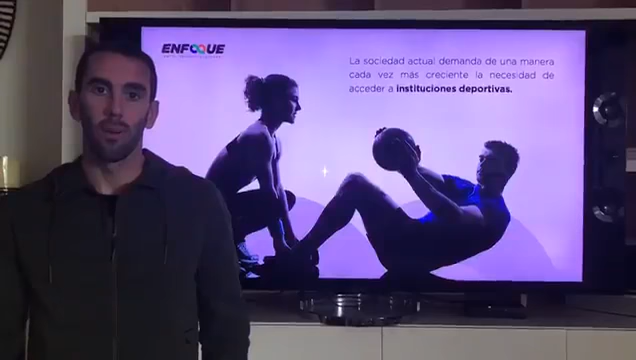 ENFOQUE
La sociedad actual demanda de una manera
cada vez más creciente la necesidad de
acceder a instituciones deportivas.